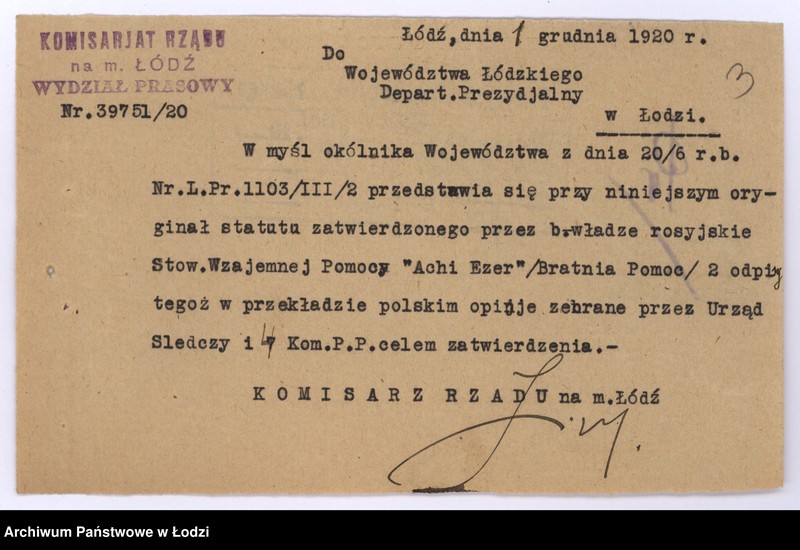 KOMISARJAT RZĄDU
na m. ŁÓDŹ
WYDZIAŁ PRASOWY
Nr.39751/20
Łódź,dnia 1 grudnia 1920 r.
3
Do
Województwa Łódzkiego
Depart.Prezydjalny
w Łodzi.
W myśl okólnika Województwa z dnia 20/6 r.b.
Nr.L.Pr.1103/III/2 przedstawia się przy niniejszym ory-
ginał statutu zatwierdzonego przez b.władze rosyjskie
Stow.Wzajemnej Pomocy "Achi Ezer"/Bratnia Pomoc/ 2 odpisy
tegoż w przekładzie polskim opinje zebrane przez Urząd
Sledczy i 4 Kom.P.P.celem zatwierdzenia.-
KOMISARZ RZADU na m.Łódź
Archiwum Państwowe w Łodzi